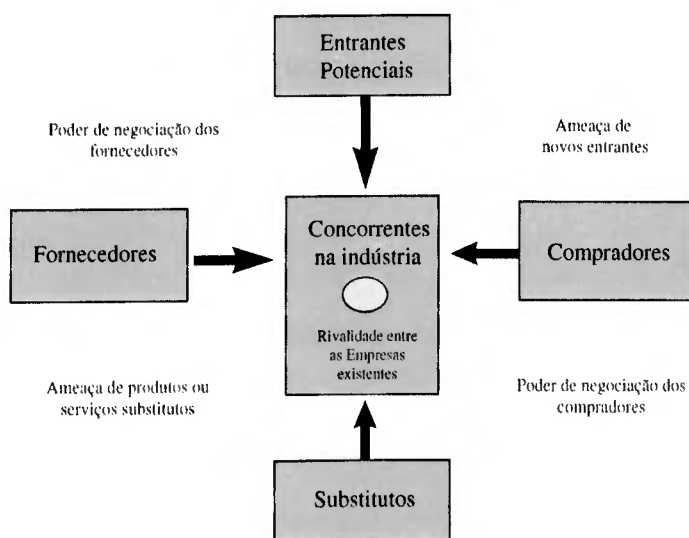 Entrantes
Potenciais
Poder de negociação dos
fornecedores
Ameaça de
novos entrantes
Fornecedores
Concorrentes
na indústria
Rivalidade entre
as Empresas
existentes
Compradores
Ameaça de produtos ou
serviços substitutos
Poder de negociação dos
compradores
Substitutos